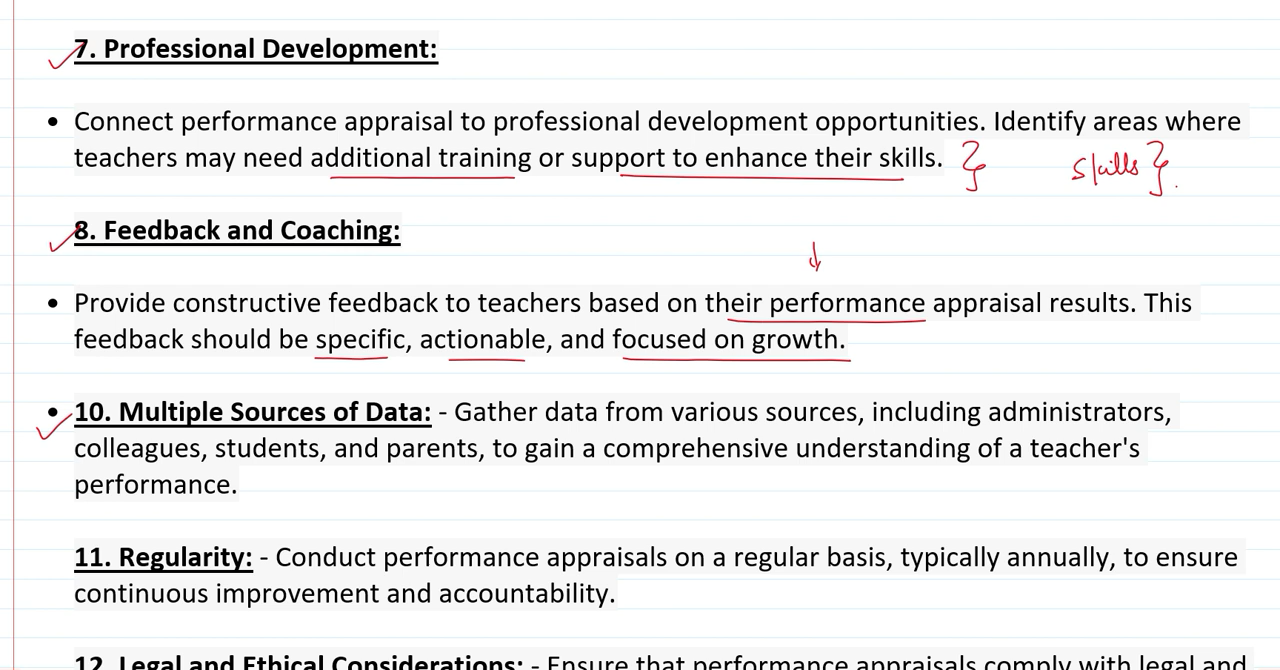 7. Professional Development:
• Connect performance appraisal to professional development opportunities. Identify areas where
teachers may need additional training or support to enhance their skills. } skills }.
8. Feedback and Coaching:
• Provide constructive feedback to teachers based on their performance appraisal results. This
feedback should be specific, actionable, and focused on growth.
• 10. Multiple Sources of Data: - Gather data from various sources, including administrators,
colleagues, students, and parents, to gain a comprehensive understanding of a teacher's
performance.
11. Regularity: - Conduct performance appraisals on a regular basis, typically annually, to ensure
continuous improvement and accountability.
12. Legal and Ethical Considerations: - Ensure that performance appraisals comply with legal and